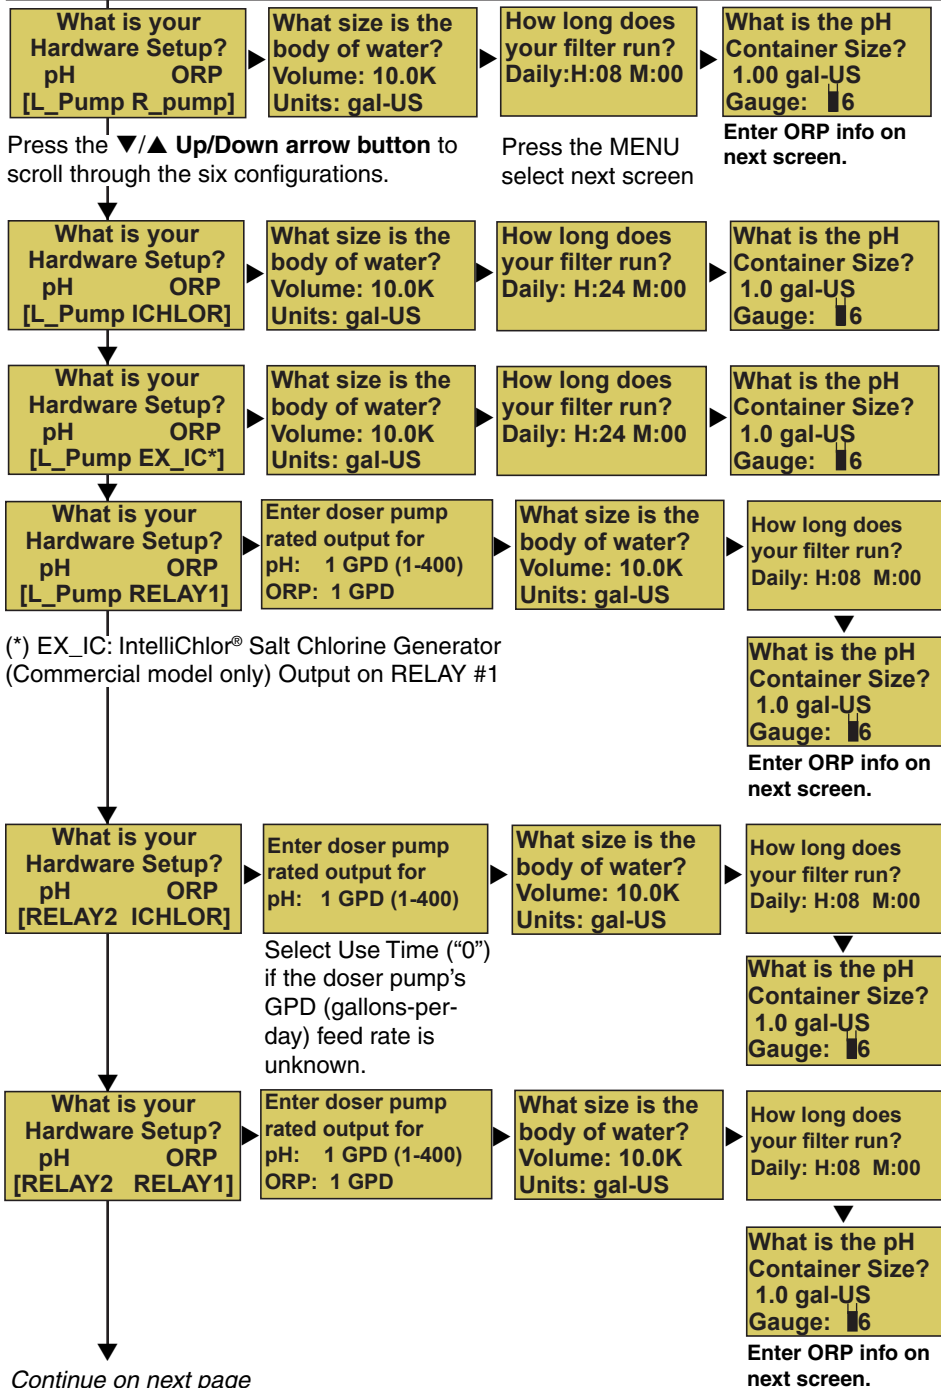 What is your
Hardware Setup?
pH ORP
[L_Pump R_pump]
What size is the
body of water?
Volume: 10.0K
Units: gal-US
How long does
your filter run?
Daily:H:08 M:00
What is the pH
Container Size?
1.00 gal-US
Gauge: 6
Press the ▼/▲ Up/Down arrow button to
scroll through the six configurations.
Press the MENU
select next screen
Enter ORP info on
next screen.
What is your
Hardware Setup?
pH ORP
[L_Pump ICHLOR]
What size is the
body of water?
Volume: 10.0K
Units: gal-US
How long does
your filter run?
Daily: H:24 M:00
What is the pH
Container Size?
1.0 gal-US
Gauge: 6
What is your
Hardware Setup?
pH ORP
[L_Pump EX_IC*]
What size is the
body of water?
Volume: 10.0K
Units: gal-US
How long does
your filter run?
Daily: H:24 M:00
What is the pH
Container Size?
1.0 gal-US
Gauge: 6
What is your
Hardware Setup?
pH ORP
[L_Pump RELAY1]
Enter doser pump
rated output for
pH: 1 GPD (1-400)
ORP: 1 GPD
What size is the
body of water?
Volume: 10.0K
Units: gal-US
How long does
your filter run?
Daily: H:08 M:00
(*) EX_IC: IntelliChlor® Salt Chlorine Generator
(Commercial model only) Output on RELAY #1
What is the pH
Container Size?
1.0 gal-US
Gauge: 6
Enter ORP info on
next screen.
What is your
Hardware Setup?
pH ORP
[RELAY2 ICHLOR]
Enter doser pump
rated output for
pH: 1 GPD (1-400)
What size is the
body of water?
Volume: 10.0K
Units: gal-US
How long does
your filter run?
Daily: H:08 M:00
Select Use Time (“0”)
if the doser pump's
GPD (gallons-per-
day) feed rate is
unknown.
What is the pH
Container Size?
1.0 gal-US
Gauge: 6
What is your
Hardware Setup?
pH ORP
[RELAY2 RELAY1]
Enter doser pump
rated output for
pH: 1 GPD (1-400)
ORP: 1 GPD
What size is the
body of water?
Volume: 10.0K
Units: gal-US
How long does
your filter run?
Daily: H:08 M:00
What is the pH
Container Size?
1.0 gal-US
Gauge: 6
Enter ORP info on
next screen.
Continue on next page